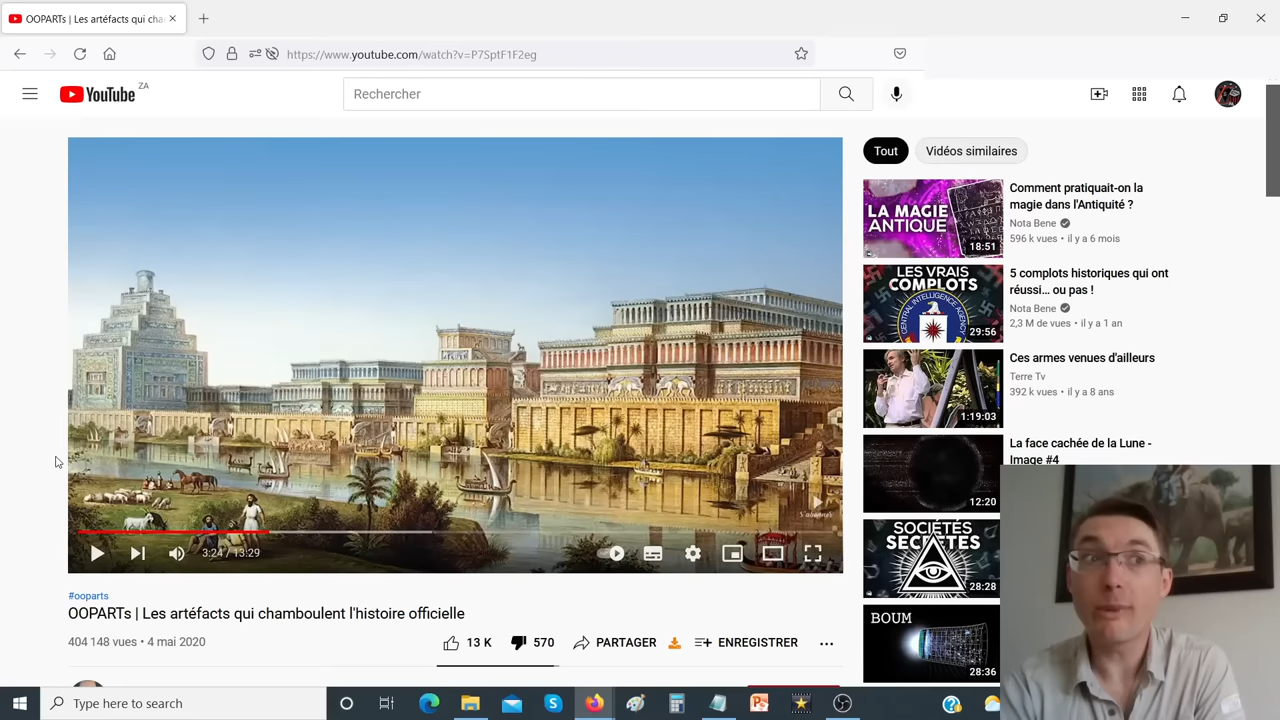 OOPARTs | Les artéfacts qui cha
https://www.youtube.com/watch?v=P7SptF1F2eg
YouTube ZA
Rechercher
3:24 / 13:29
#ooparts
OOPARTs | Les artéfacts qui chamboulent l'histoire officielle
404 148 vues • 4 mai 2020
13 K
570
PARTAGER
ENREGISTRER
Tout
Vidéos similaires
LA MAGIE
ANTIQUE
18:51
Comment pratiquait-on la
magie dans l'Antiquité ?
Nota Bene
596 k vues • il y a 6 mois
LES VRAIS
COMPLOTS
29:56
5 complots historiques qui ont
réussi... ou pas !
Nota Bene
2,3 M de vues • il y a 1 an
1:19:03
Ces armes venues d'ailleurs
Terre Tv
392 k vues • il y a 8 ans
12:20
La face cachée de la Lune -
Image #4
SOCIÉTÉS
SECRÈTES
28:28
BOUM
28:36
Type here to search